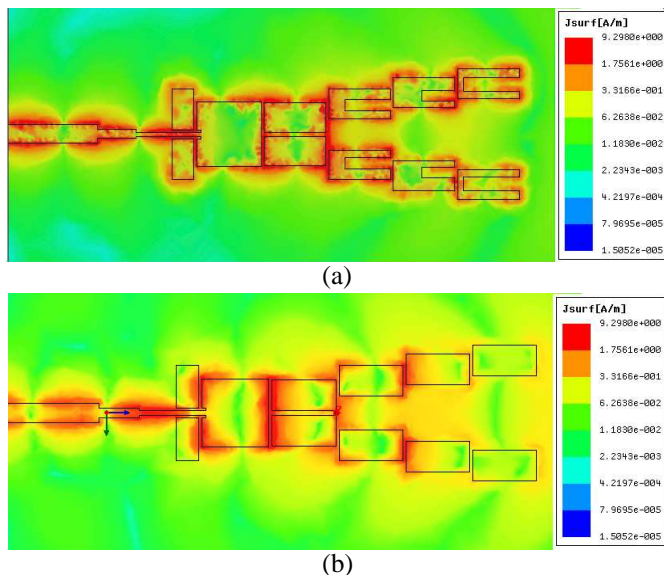 Jsurf[A/m]
9.2980e+000
1.7561e+000
3.3166e-001
6.2638e-002
1.1830e-002
2.2343e-003
4.2197e-004
7.9695e-005
1.5052e-005
(a)
Jsurf[A/m]
9.2980e+000
1.7561e+000
3.3166e-001
6.2638e-002
1.1830e-002
2.2343e-003
4.2197e-004
7.9695e-005
1.5052e-005
(b)